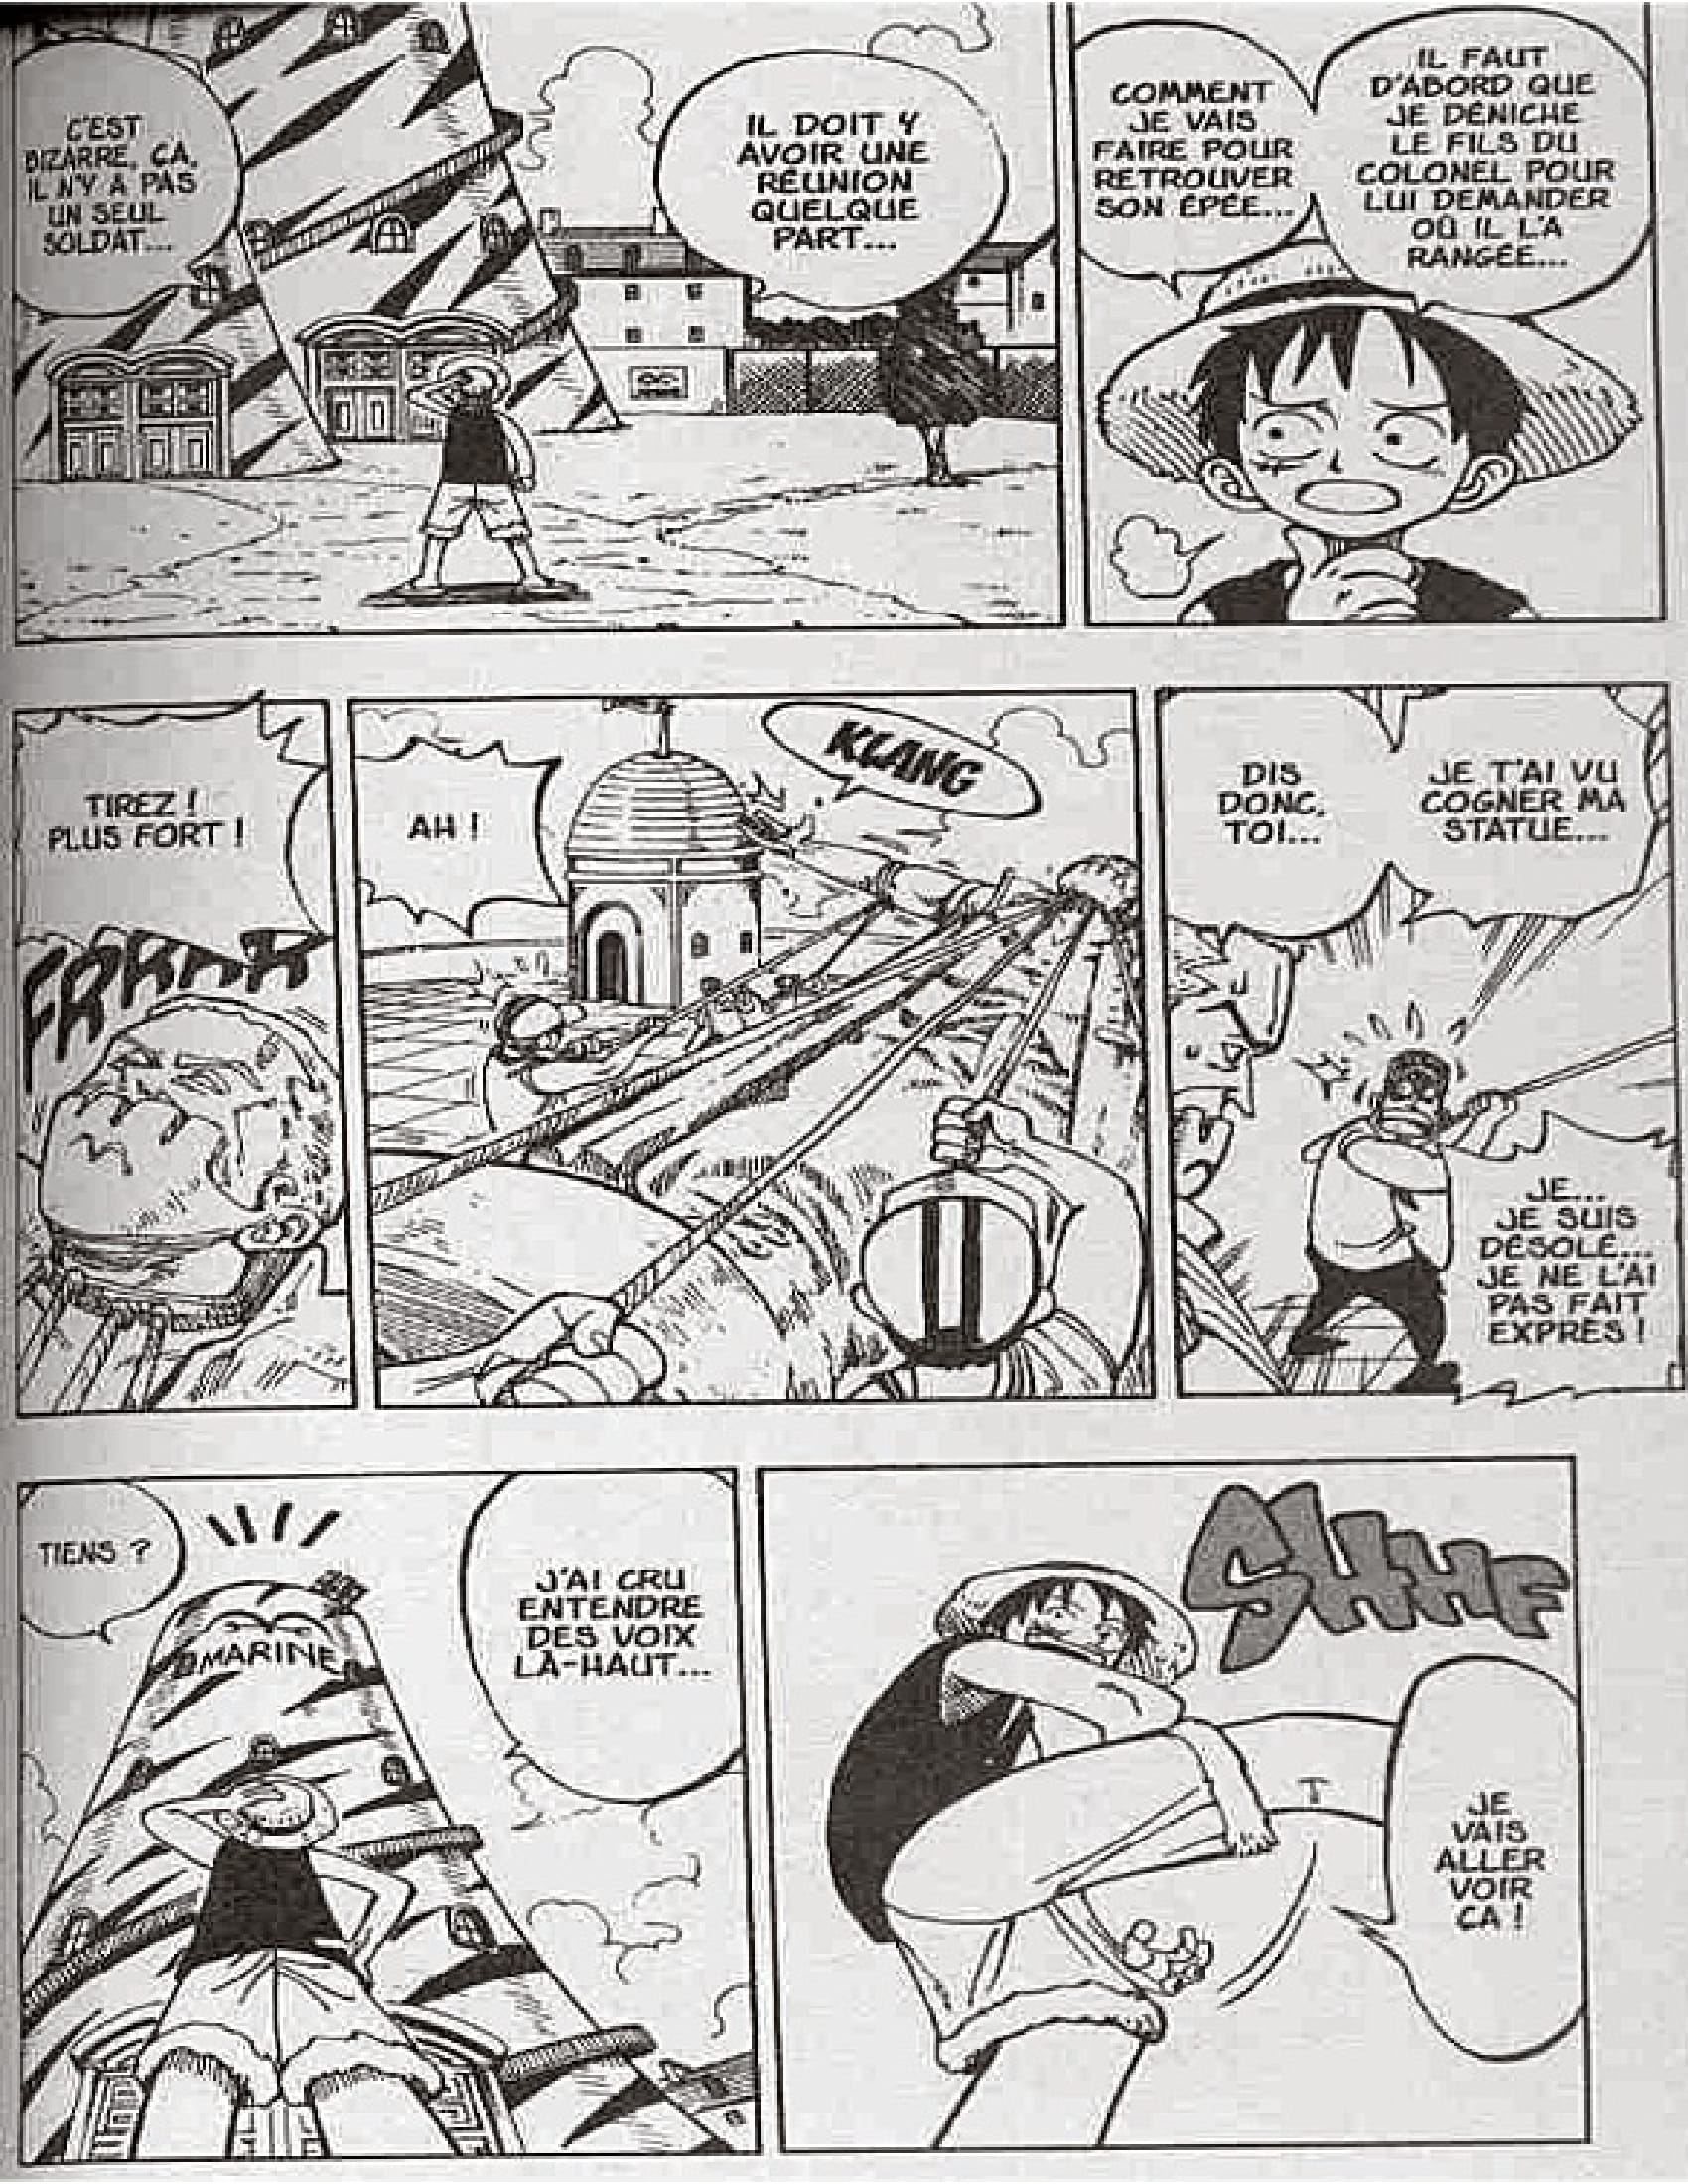 C'EST
BIZARRE, ÇA.
IL N'Y A PAS
UN SEUL
SOLDAT...
IL DOIT Y
AVOIR UNE
RÉUNION
QUELQUE
PART...
COMMENT
JE VAIS
FAIRE POUR
RETROUVER
SON ÉPÉE...
IL FAUT
D'ABORD QUE
JE DÉNICHE
LE FILS DU
COLONEL POUR
LUI DEMANDER
OÙ IL L'A
RANGÉE...
TIREZ !
PLUS FORT !
AH !
KLANG
DIS
DONC,
TOI...
JE T'AI VU
COGNER MA
STATUE...
JE...
JE SUIS
DÉSOLÉ...
JE NE L'AI
PAS FAIT
EXPRÈS !
TIENS ?
MARINE
J'AI CRU
ENTENDRE
DES VOIX
LÀ-HAUT...
SHHF
JE
VAIS
ALLER
VOIR
ÇA !